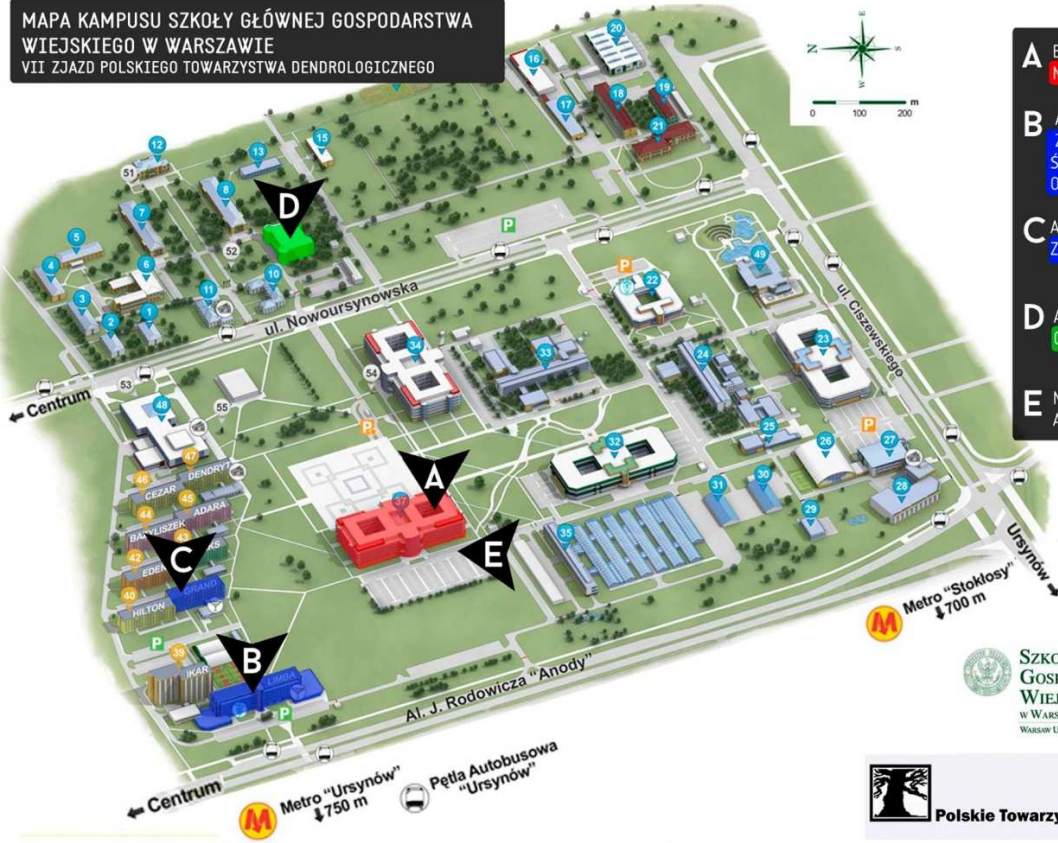 MAPA KAMPUSU SZKOŁY GŁÓWNEJ GOSPODARSTWA
WIEJSKIEGO W WARSZAWIE
VII ZJAZD POLSKIEGO TOWARZYSTWA DENDROLOGICZNEGO
E
N
S
W
0 100 200 m
A
B
C
D
E
20
16
18
19
17
21
15
12
51
13
8
D
7
52
5
6
4
10
11
3
1
2
P
ul. Nowoursynowska
P
49
22
ul. Ciszewskiego
34
33
24
23
54
53
← Centrum
55
48
P
P
25
26
27
32
47
46
DENDRYT
CEZAR
45
44
ADARA
BAZYLISZEK
43
42
EDEN
C
40
GRAND
HILTON
37
A
E
35
31
30
29
28
P
39
IKAR
B
LIMBA
P
Al. J. Rodowicza "Anody"
Ursynów
M
Metro "Stokłosy"
↓700 m
← Centrum
M
Metro "Ursynów"
↓750 m
Pętla Autobusowa
"Ursynów"
Polskie Towarzy